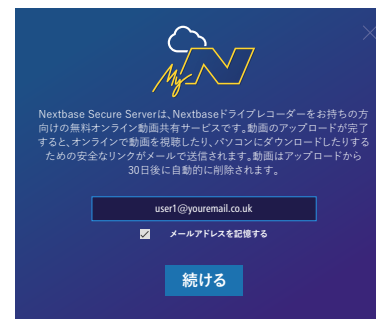 My N
Nextbase Secure Serverは、Nextbaseドライブレコーダーをお持ちの方
向けの無料オンライン動画共有サービスです。動画のアップロードが完了
すると、オンラインで動画を視聴したり、パソコンにダウンロードしたりする
ための安全なリンクがメールで送信されます。動画はアップロードから
30日後に自動的に削除されます。
user1@youremail.co.uk
メールアドレスを記憶する
続ける